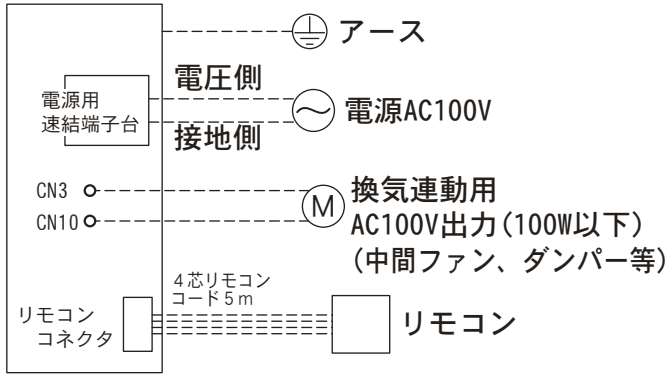 アース
電圧側
電源用
速結端子台
電源AC100V
接地側
CN3
CN10
M
換気連動用
AC100V出力(100W以下)
(中間ファン、ダンパー等)
4芯リモコン
コード5m
リモコン
コネクタ
リモコン